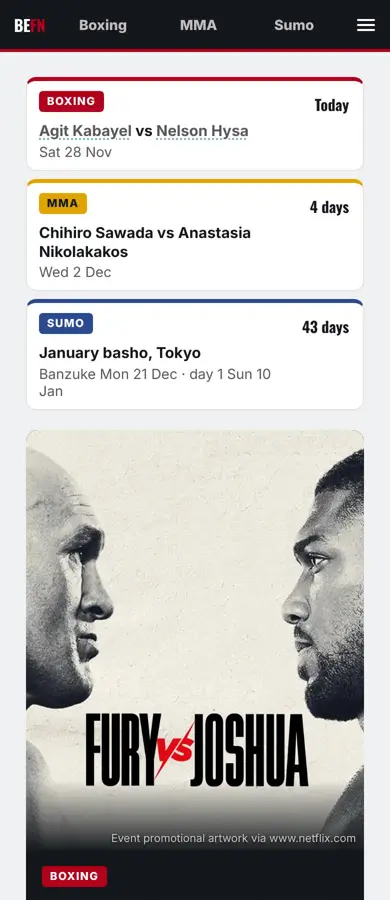 BEFN
Boxing
MMA
Sumo
BOXING
Today
Agit Kabayel vs Nelson Hysa
Sat 28 Nov
MMA
4 days
Chihiro Sawada vs Anastasia
Nikolakakos
Wed 2 Dec
SUMO
43 days
January basho, Tokyo
Banzuke Mon 21 Dec · day 1 Sun 10
Jan
FURY VS JOSHUA
Event promotional artwork via www.netflix.com
BOXING